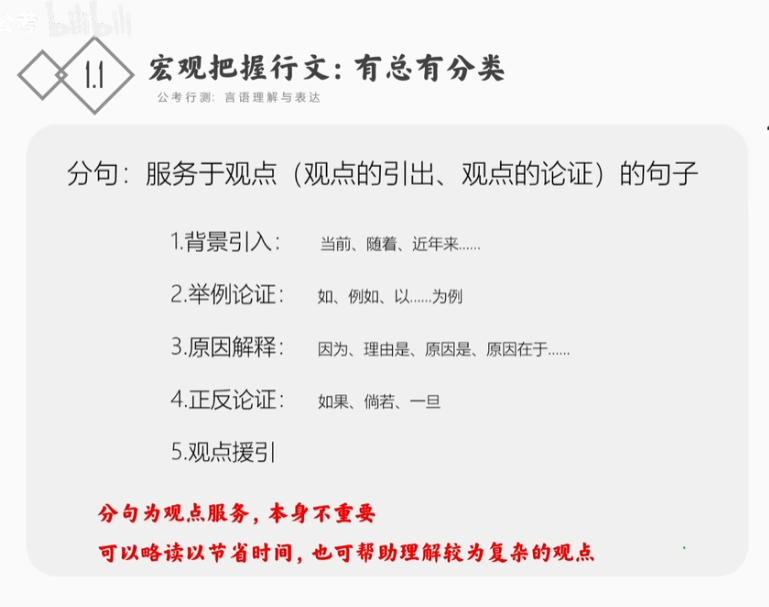 公考
bilibili
1.1
宏观把握行文：有总有分类
公考行测：言语理解与表达
分句：服务于观点（观点的引出、观点的论证）的句子
1.背景引入： 当前、随着、近年来......
2.举例论证： 如、例如、以......为例
3.原因解释： 因为、理由是、原因是、原因在于......
4.正反论证： 如果、倘若、一旦
5.观点援引
分句为观点服务，本身不重要
可以略读以节省时间，也可帮助理解较为复杂的观点